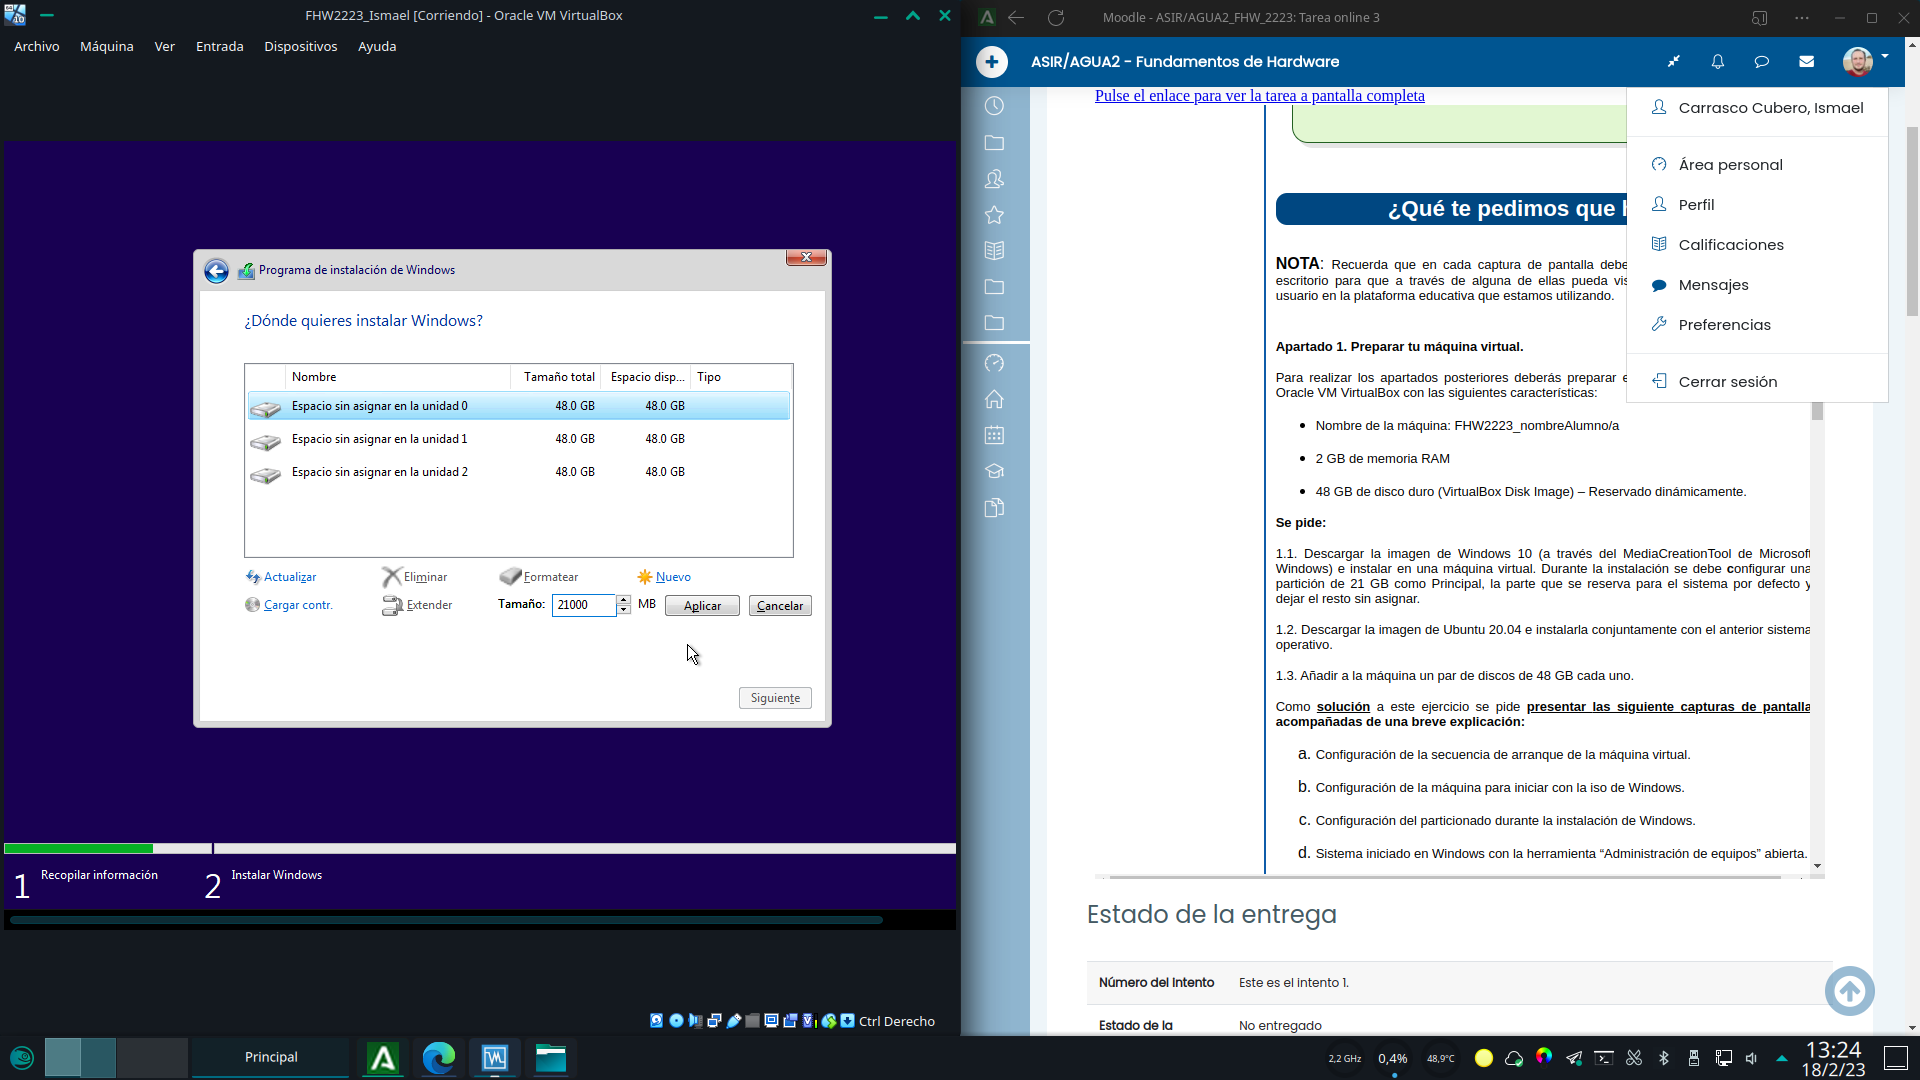 FHW2223_Ismael [Corriendo] - Oracle VM VirtualBox
Archivo Máquina Ver Entrada Dispositivos Ayuda
Programa de instalación de Windows
¿Dónde quieres instalar Windows?
Nombre Tamaño total Espacio disp... Tipo
Espacio sin asignar en la unidad 0 48.0 GB 48.0 GB
Espacio sin asignar en la unidad 1 48.0 GB 48.0 GB
Espacio sin asignar en la unidad 2 48.0 GB 48.0 GB
Actualizar Eliminar Formatear Nuevo
Cargar contr. Extender Tamaño: 21000 MB Aplicar Cancelar
Siguiente
1 Recopilar información 2 Instalar Windows
Ctrl Derecho
Moodle - ASIR/AGUA2_FHW_2223: Tarea online 3
ASIR/AGUA2 - Fundamentos de Hardware
Pulse el enlace para ver la tarea a pantalla completa
Carrasco Cubero, Ismael
Área personal
Perfil
Calificaciones
Mensajes
Preferencias
Cerrar sesión
¿Qué te pedimos que
NOTA: Recuerda que en cada captura de pantalla debe
escritorio para que a través de alguna de ellas pueda
usuario en la plataforma educativa que estamos utilizando.
Apartado 1. Preparar tu máquina virtual.
Para realizar los apartados posteriores deberás preparar
Oracle VM VirtualBox con las siguientes características:
• Nombre de la máquina: FHW2223_nombreAlumno/a
• 2 GB de memoria RAM
• 48 GB de disco duro (VirtualBox Disk Image) – Reservado dinámicamente.
Se pide:
1.1. Descargar la imagen de Windows 10 (a través del MediaCreationTool de Microsoft
Windows) e instalar en una máquina virtual. Durante la instalación se debe configurar una
partición de 21 GB como Principal, la parte que se reserva para el sistema por defecto y
dejar el resto sin asignar.
1.2. Descargar la imagen de Ubuntu 20.04 e instalarla conjuntamente con el anterior sistema
operativo.
1.3. Añadir a la máquina un par de discos de 48 GB cada uno.
Como solución a este ejercicio se pide presentar las siguiente capturas de pantalla
acompañadas de una breve explicación:
a. Configuración de la secuencia de arranque de la máquina virtual.
b. Configuración de la máquina para iniciar con la iso de Windows.
c. Configuración del particionado durante la instalación de Windows.
d. Sistema iniciado en Windows con la herramienta “Administración de equipos” abierta.
Estado de la entrega
Número del intento Este es el intento 1.
Estado de la No entregado
Principal
2,2 GHz 0,4% 48,9°C 13:24
18/2/23